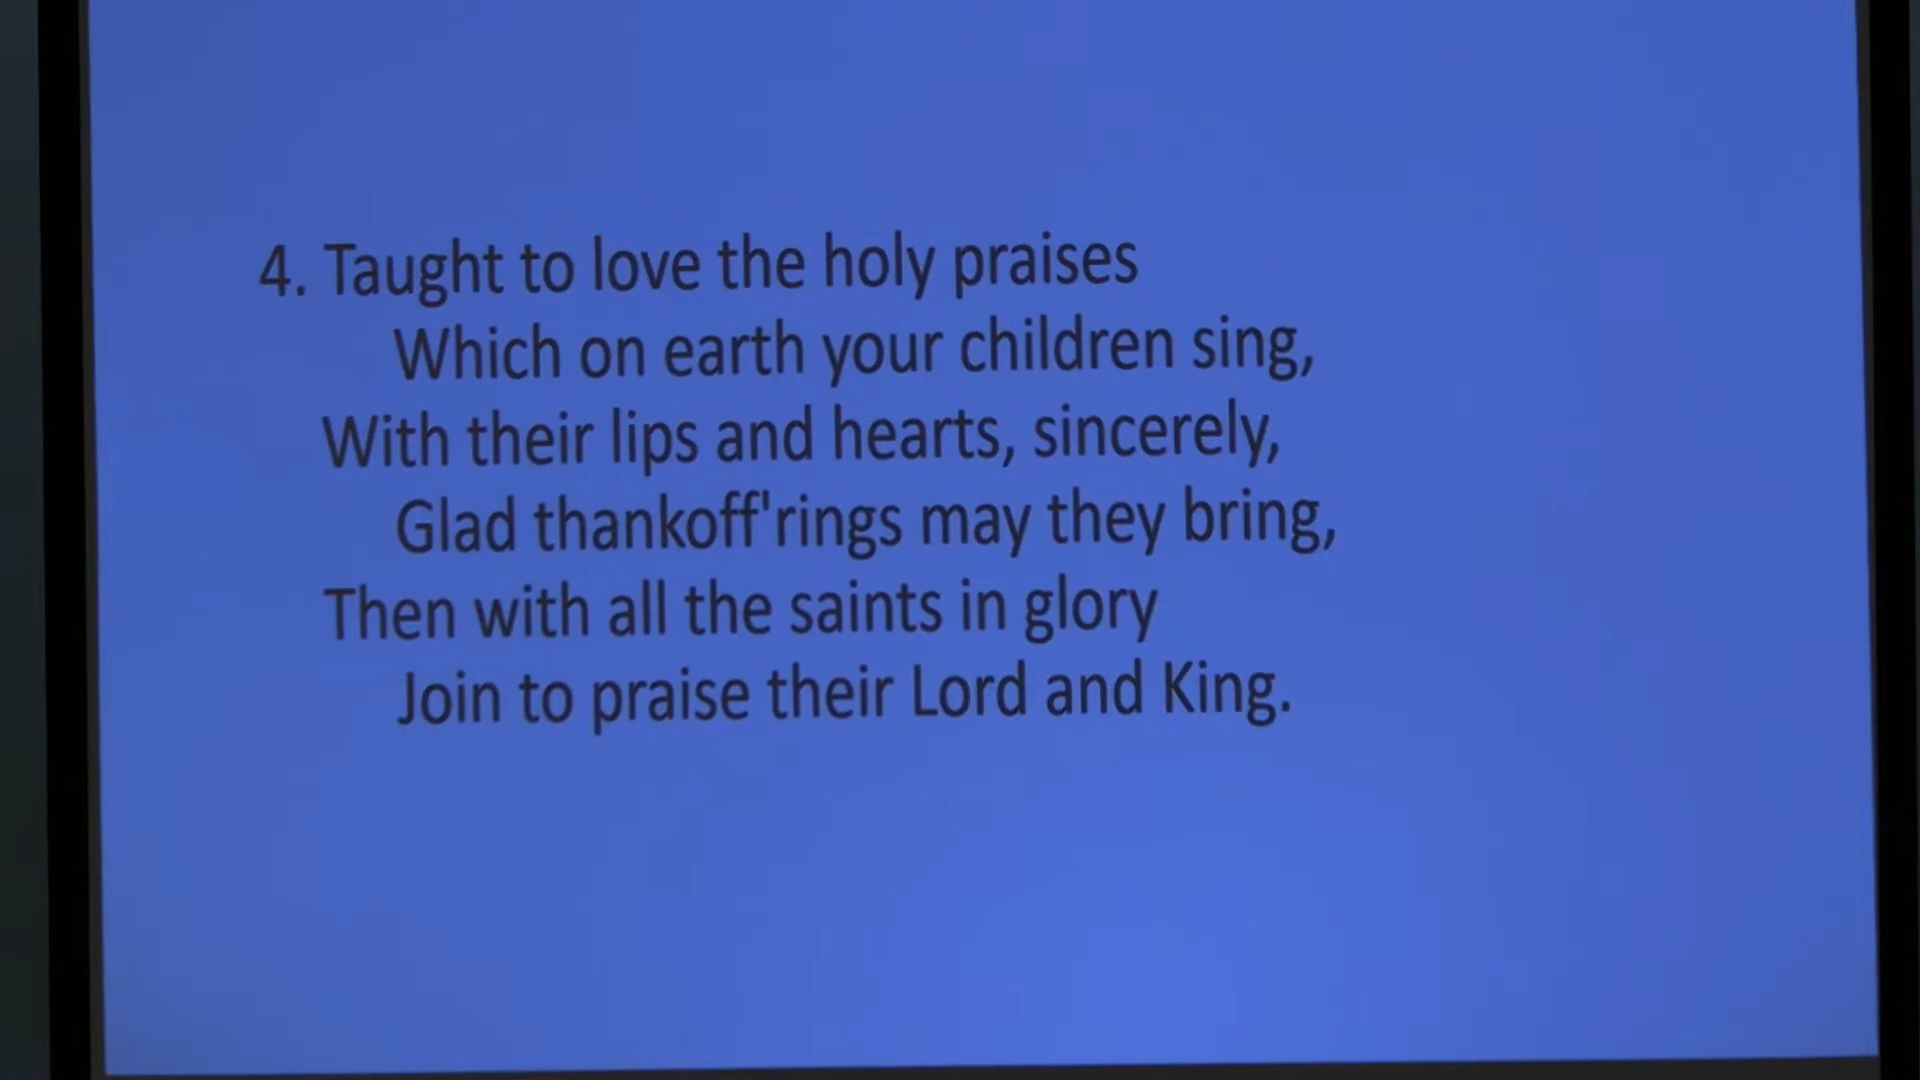 4. Taught to love the holy praises
Which on earth your children sing,
With their lips and hearts, sincerely,
Glad thankoff'rings may they bring,
Then with all the saints in glory
Join to praise their Lord and King.